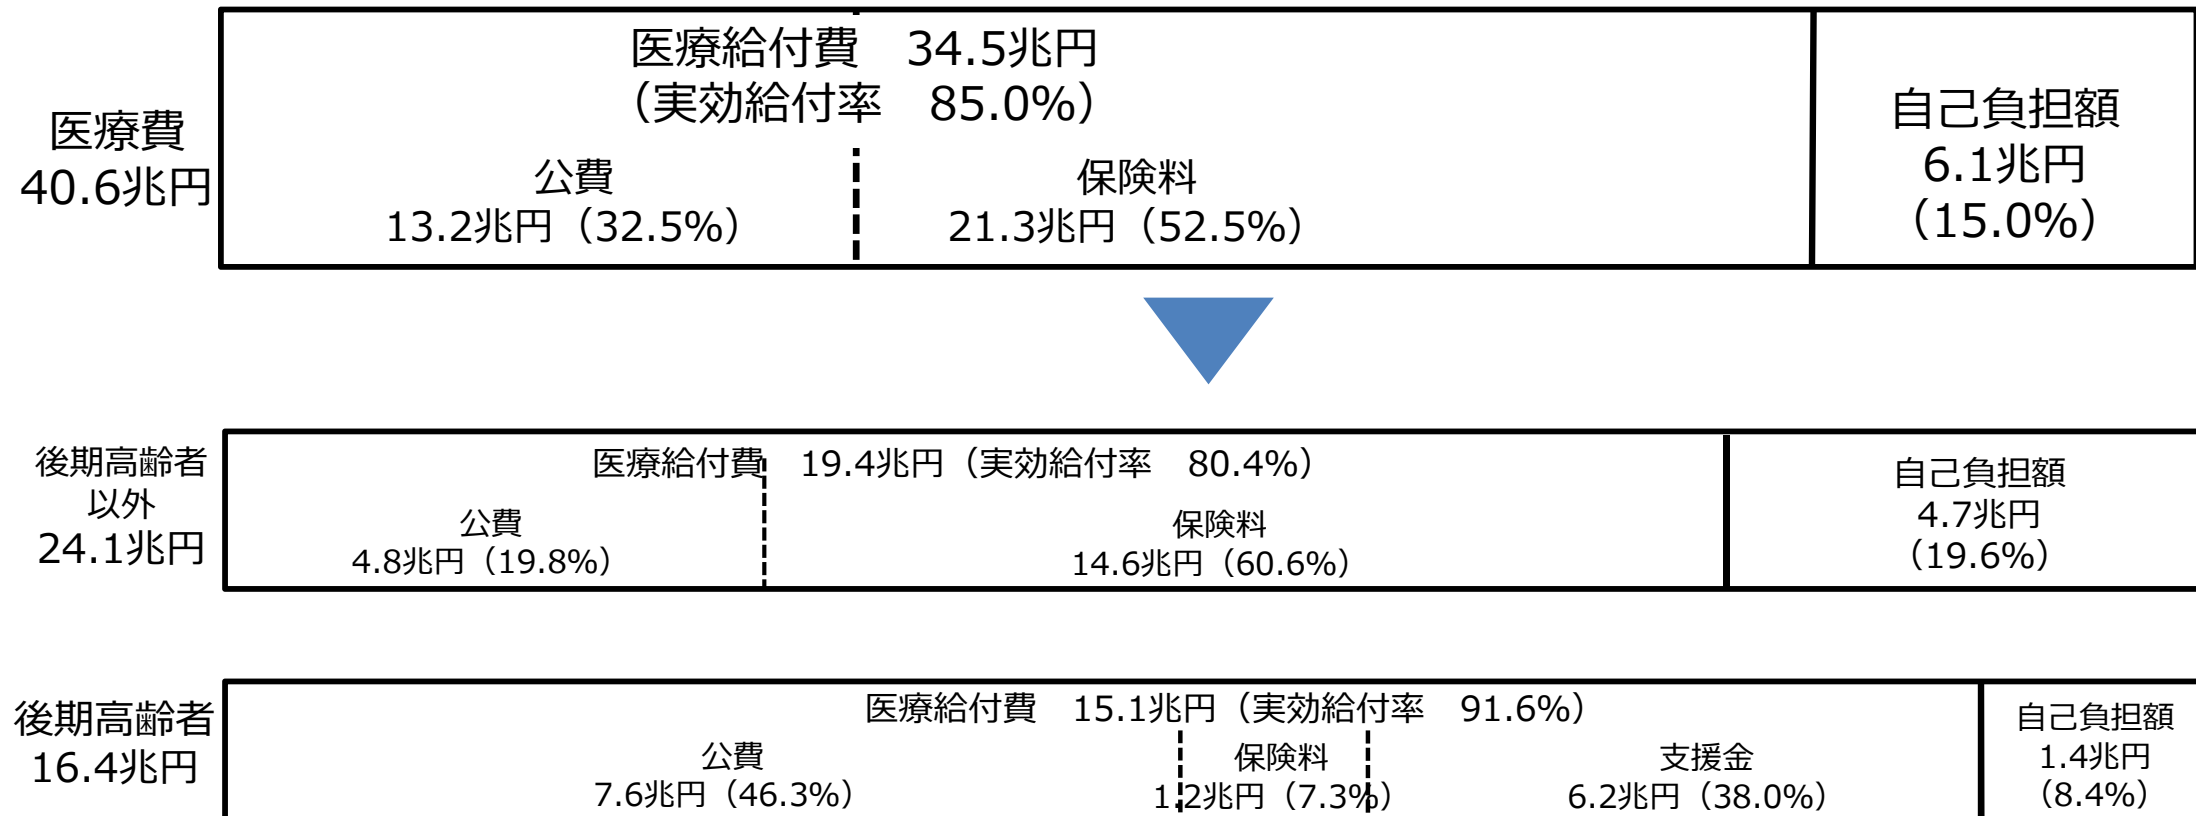 医療費
40.6兆円
医療給付費　34.5兆円
（実効給付率　85.0%）
公費
13.2兆円（32.5%）
保険料
21.3兆円（52.5%）
自己負担額
6.1兆円
（15.0%）
後期高齢者
以外
24.1兆円
医療給付費　19.4兆円（実効給付率　80.4%）
公費
4.8兆円（19.8%）
保険料
14.6兆円（60.6%）
自己負担額
4.7兆円
（19.6%）
後期高齢者
16.4兆円
医療給付費　15.1兆円（実効給付率　91.6%）
公費
7.6兆円（46.3%）
保険料
1.2兆円（7.3%）
支援金
6.2兆円（38.0%）
自己負担額
1.4兆円
（8.4%）